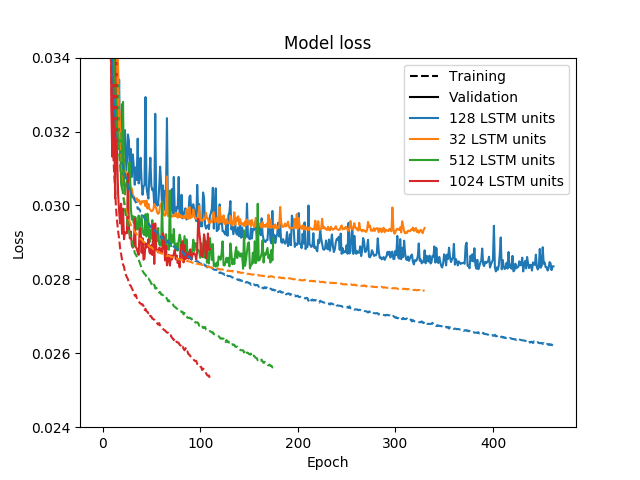 Model loss
0.034
0.032
0.030
0.028
0.026
0.024
Loss
0
100
200
300
400
Epoch
Training
Validation
128 LSTM units
32 LSTM units
512 LSTM units
1024 LSTM units